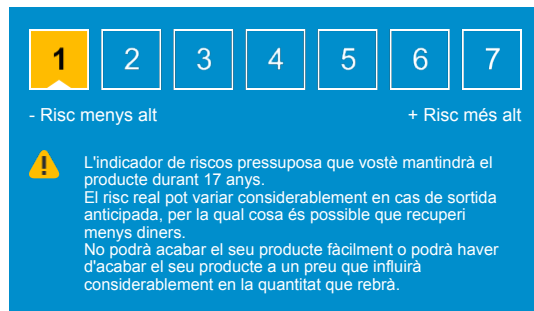 1 2 3 4 5 6 7
- Risc menys alt + Risc més alt
L'indicador de riscos pressuposa que vostè mantindrà el
producte durant 17 anys.
El risc real pot variar considerablement en cas de sortida
anticipada, per la qual cosa és possible que recuperi
menys diners.
No podrà acabar el seu producte fàcilment o podrà haver
d'acabar el seu producte a un preu que influirà
considerablement en la quantitat que rebrà.